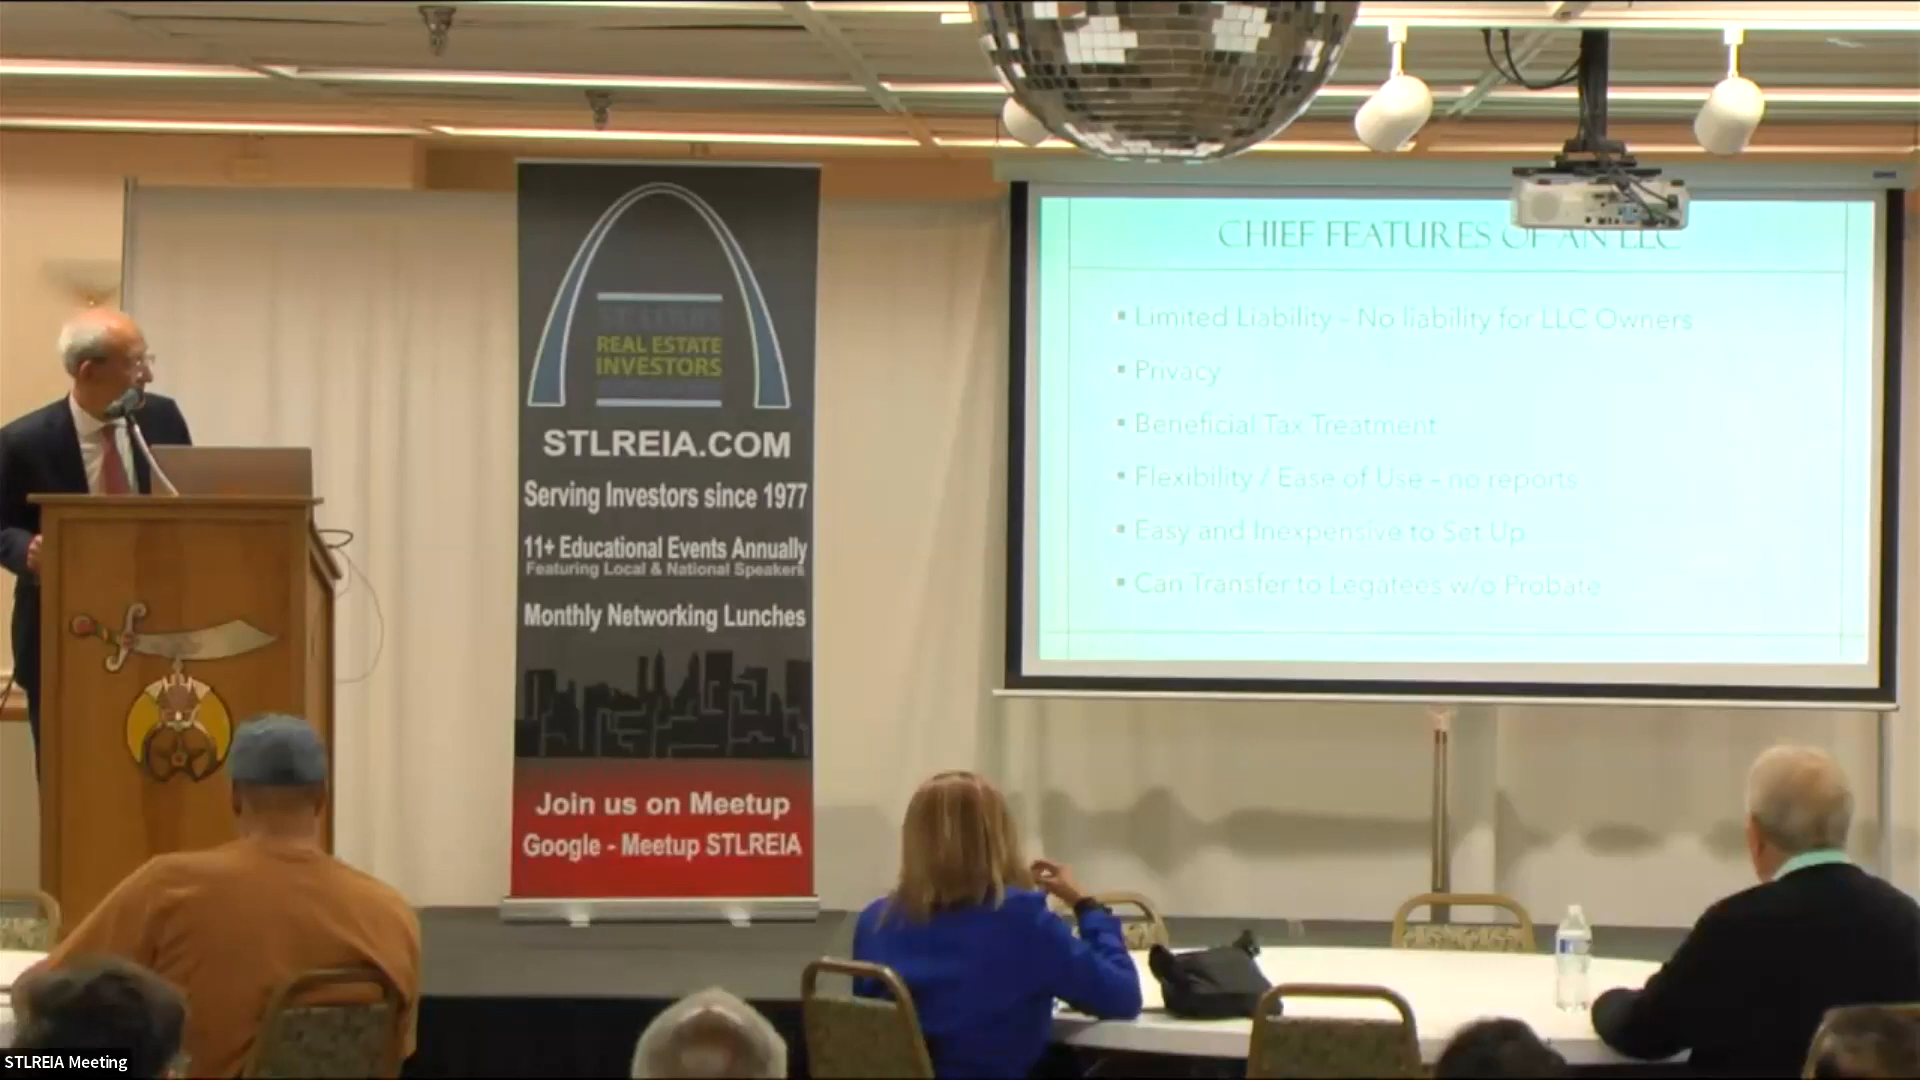 REAL ESTATE
INVESTORS
STLREIA.COM
Serving Investors since 1977
11+ Educational Events Annually
Featuring Local & National Speakers
Monthly Networking Lunches
Join us on Meetup
Google - Meetup STLREIA
CHIEF FEATURES OF AN LLC
▪ Limited Liability – No liability for LLC Owners
▪ Privacy
▪ Beneficial Tax Treatment
▪ Flexibility / Ease of Use – no reports
▪ Easy and Inexpensive to Set Up
▪ Can Transfer to Legatees w/o Probate
STLREIA Meeting